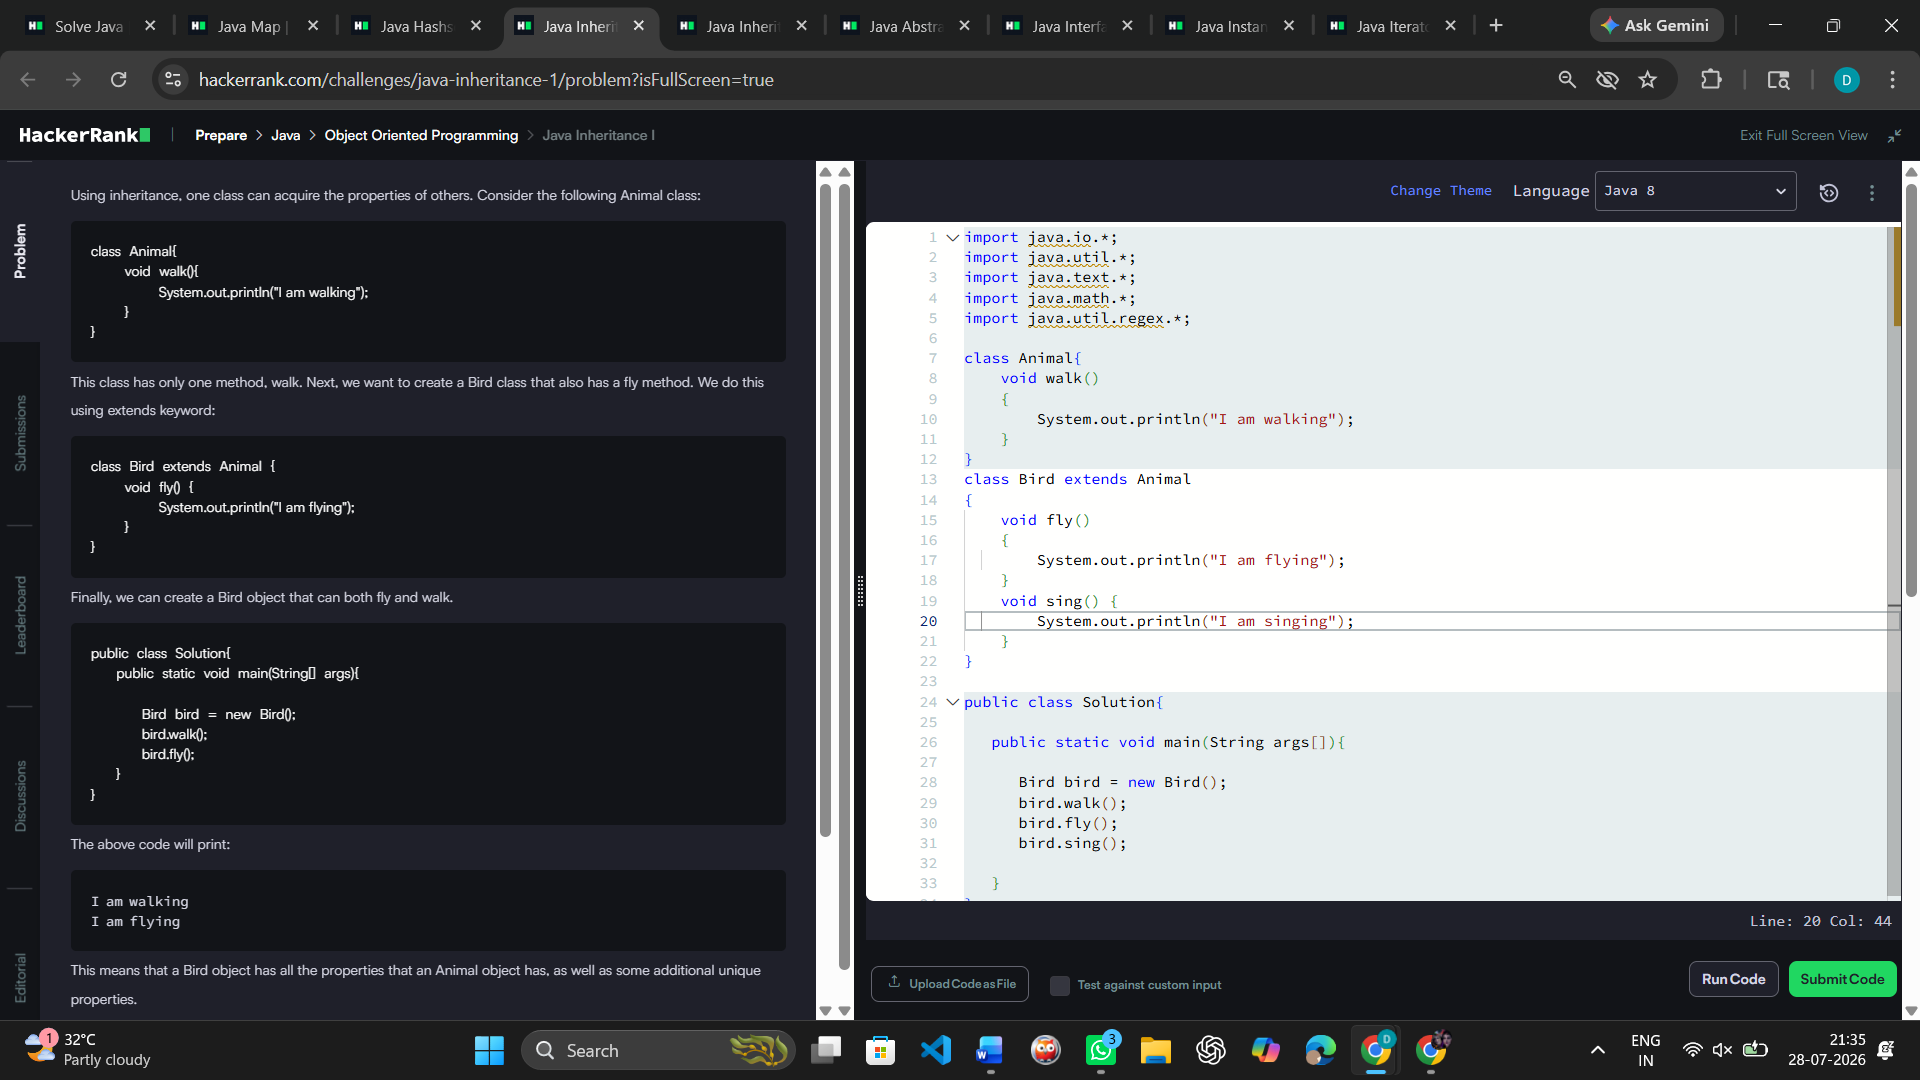 Solve Java
Java Map |
Java Hashs
Java Inheri
Java Inherit
Java Abstra
Java Interfa
Java Instan
Java Iterato
Ask Gemini
hackerrank.com/challenges/java-inheritance-1/problem?isFullScreen=true
D
HackerRank
Prepare > Java > Object Oriented Programming > Java Inheritance I
Exit Full Screen View
Problem
Submissions
Leaderboard
Discussions
Editorial
Using inheritance, one class can acquire the properties of others. Consider the following Animal class:
class Animal{
void walk(){
System.out.println("I am walking");
}
}
This class has only one method, walk. Next, we want to create a Bird class that also has a fly method. We do this
using extends keyword:
class Bird extends Animal {
void fly() {
System.out.println("I am flying");
}
}
Finally, we can create a Bird object that can both fly and walk.
public class Solution{
public static void main(String[] args){
Bird bird = new Bird();
bird.walk();
bird.fly();
}
}
The above code will print:
I am walking
I am flying
This means that a Bird object has all the properties that an Animal object has, as well as some additional unique
properties.
Change Theme Language Java 8
1 import java.io.*;
2 import java.util.*;
3 import java.text.*;
4 import java.math.*;
5 import java.util.regex.*;
6
7 class Animal{
8 void walk()
9 {
10 System.out.println("I am walking");
11 }
12 }
13 class Bird extends Animal
14 {
15 void fly()
16 {
17 System.out.println("I am flying");
18 }
19 void sing() {
20 System.out.println("I am singing");
21 }
22 }
23
24 public class Solution{
25
26 public static void main(String args[]){
27
28 Bird bird = new Bird();
29 bird.walk();
30 bird.fly();
31 bird.sing();
32
33 }
Line: 20 Col: 44
Upload Code as File
Test against custom input
Run Code
Submit Code
1
32°C
Partly cloudy
Search
3
D
ENG
IN
21:35
28-07-2026